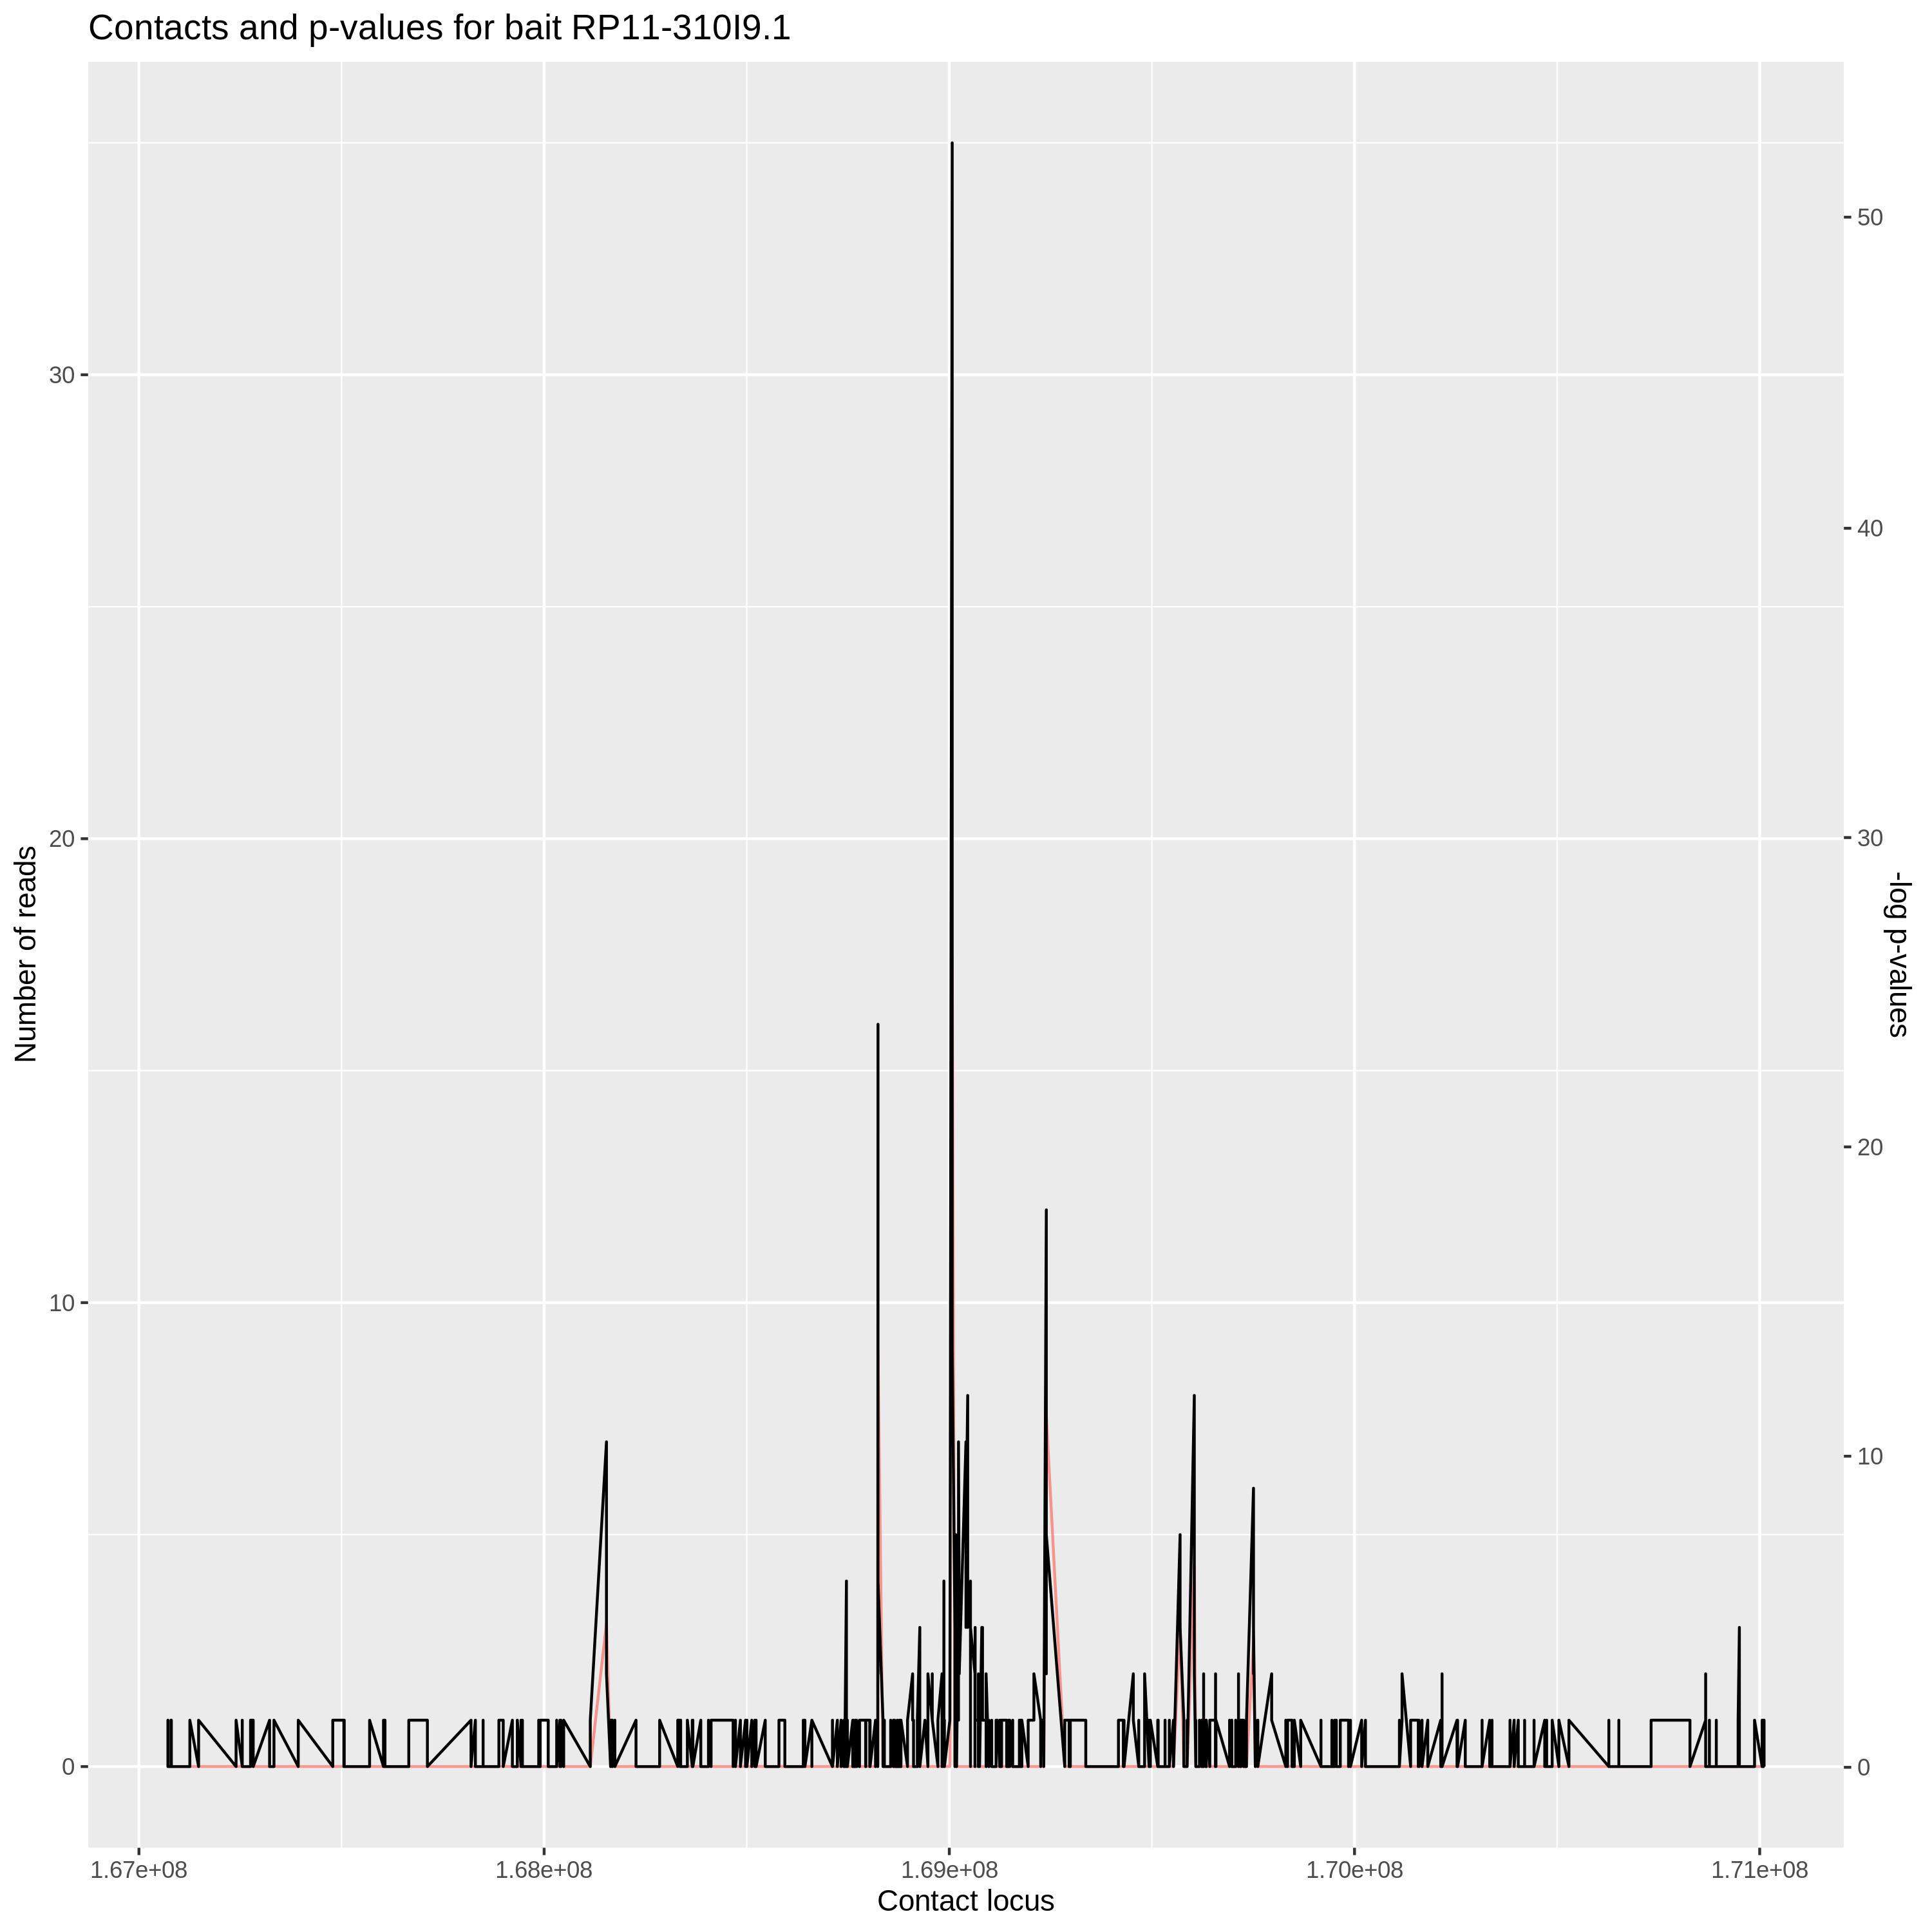 Contacts and p-values for bait RP11-310I9.1
30
20
10
0
50
40
30
20
10
0
Number of reads
-log p-values
1.67e+08 1.68e+08 1.69e+08 1.70e+08 1.71e+08
Contact locus